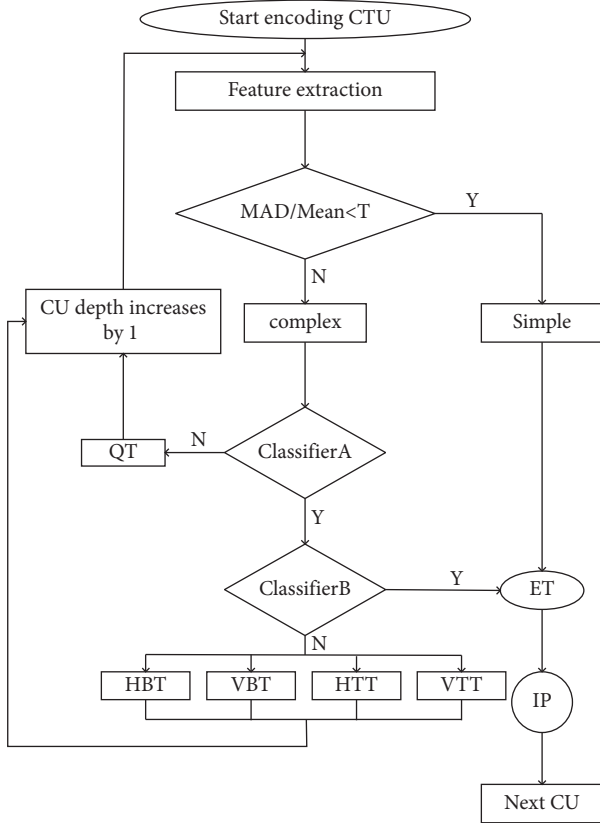 Start encoding CTU
Feature extraction
MAD/Mean<T
Y
N
CU depth increases
by 1
complex
Simple
QT
N
ClassifierA
Y
ClassifierB
Y
ET
N
HBT
VBT
HTT
VTT
IP
Next CU